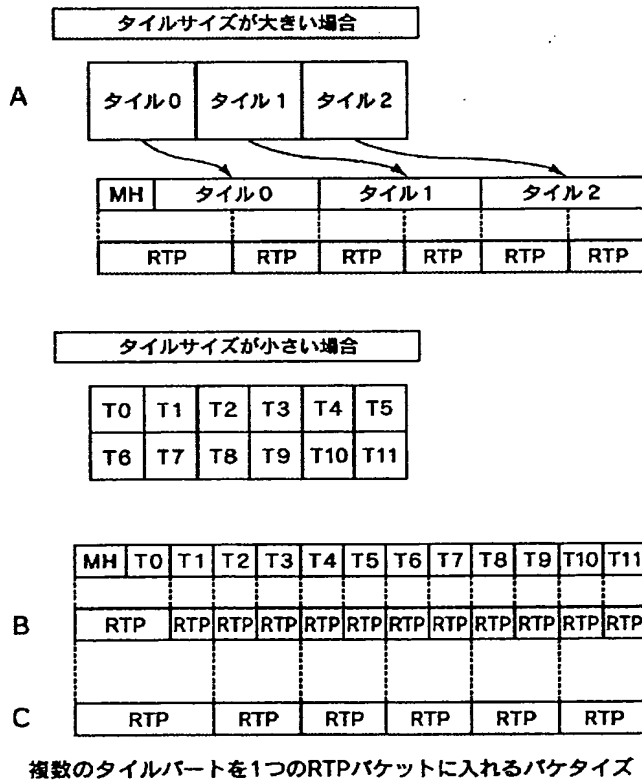 タイルサイズが大きい場合
A
タイル0 タイル1 タイル2
MH タイル0 タイル1 タイル2
RTP RTP RTP RTP RTP RTP
タイルサイズが小さい場合
T0 T1 T2 T3 T4 T5
T6 T7 T8 T9 T10 T11
MH T0 T1 T2 T3 T4 T5 T6 T7 T8 T9 T10 T11
B RTP RTP RTP RTP RTP RTP RTP RTP RTP RTP RTP RTP
C RTP RTP RTP RTP RTP RTP
複数のタイルパートを1つのRTPパケットに入れるパケタイズ